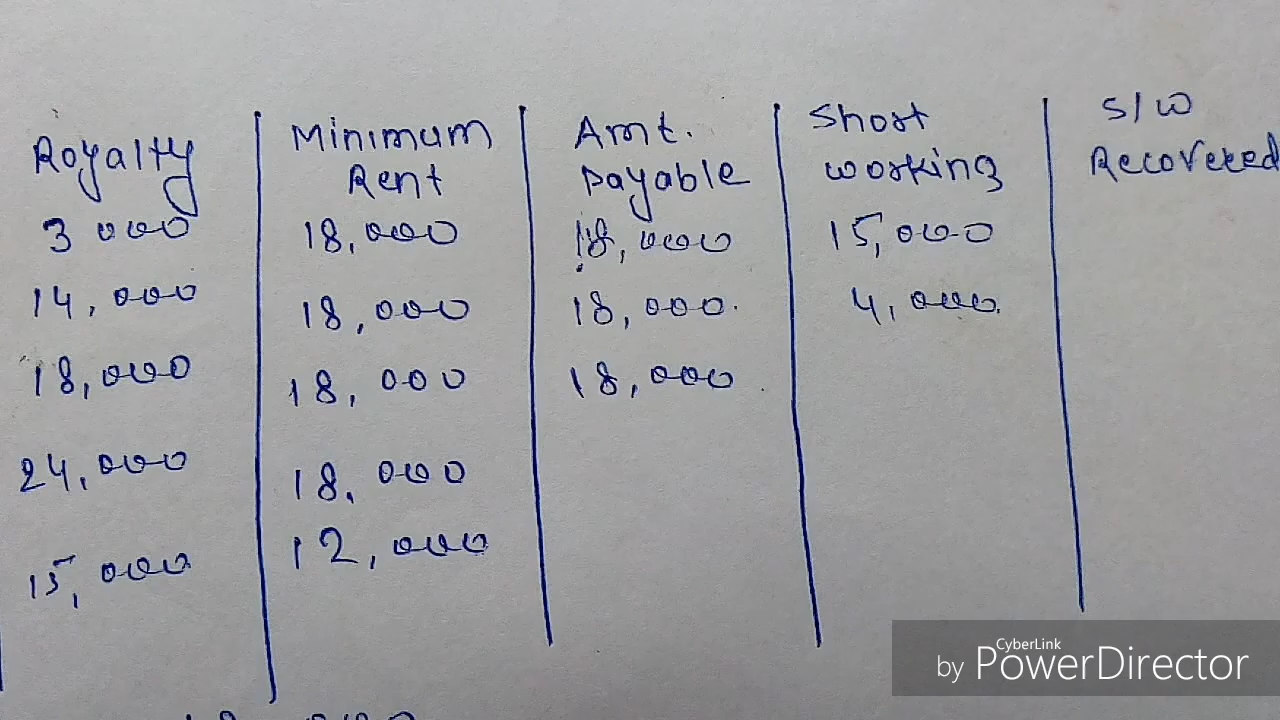 Royalty Minimum Rent Amt. payable Short working S/W Recovered
3000 18,000 18,000 15,000
14,000 18,000 18,000. 4,000.
18,000 18,000 18,000
24,000 18,000
15,000 12,000
CyberLink
by PowerDirector